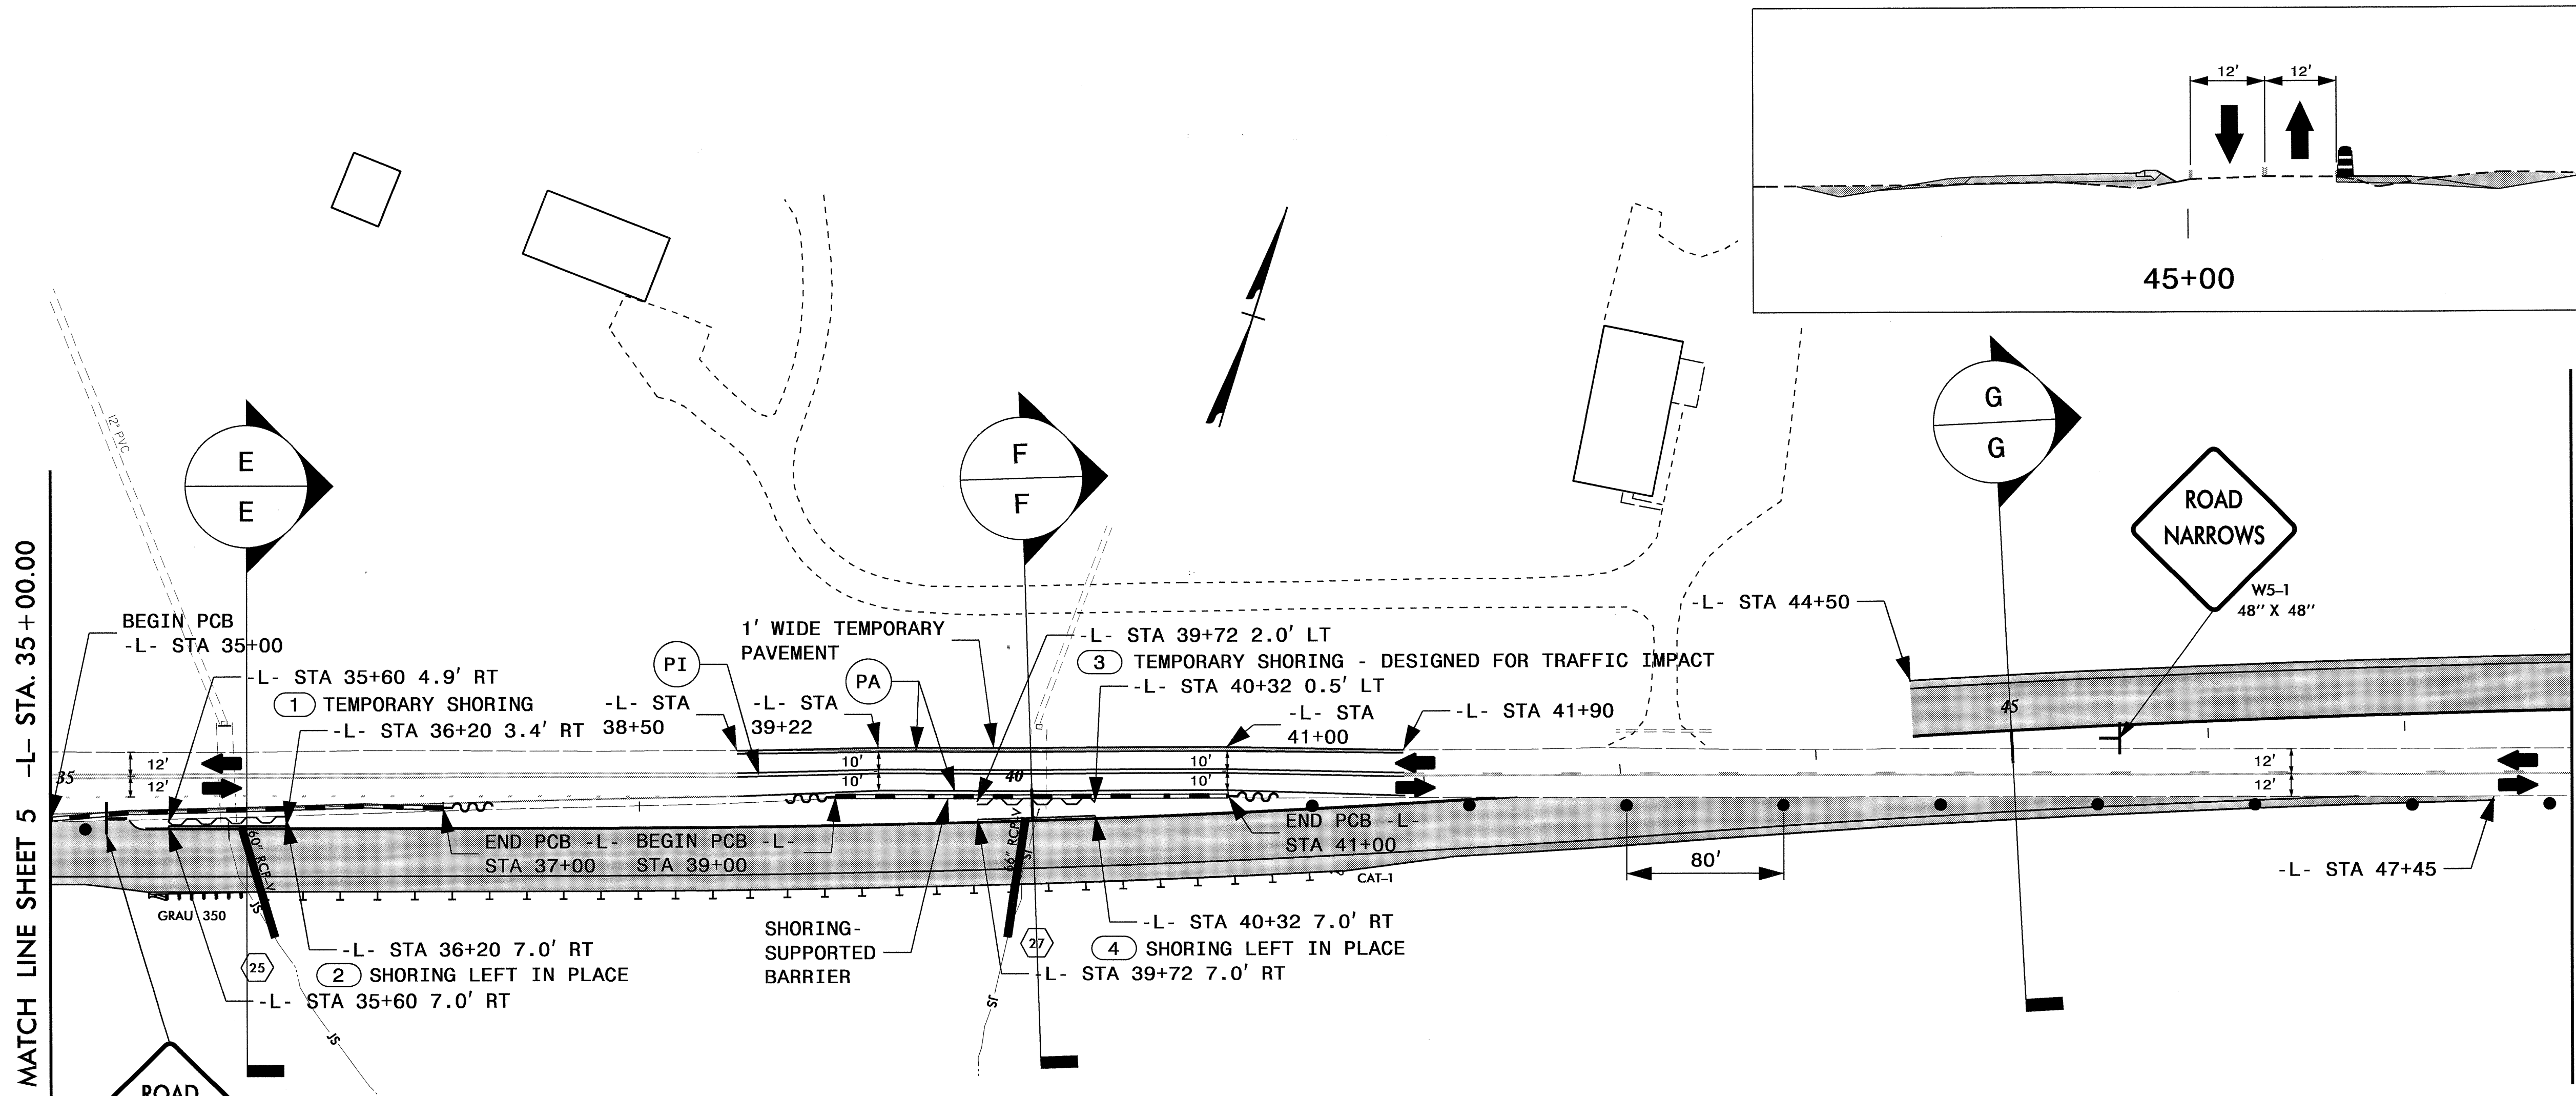 12' 12'
45+00
MATCH LINE SHEET 5 -L- STA. 35+00.00
12" PVC
E
E
F
F
G
G
ROAD
NARROWS
W5-1
48" X 48"
BEGIN PCB
-L- STA 35+00
-L- STA 35+60 4.9' RT
1 TEMPORARY SHORING
-L- STA 36+20 3.4' RT
PI
-L- STA
38+50
1' WIDE TEMPORARY
PAVEMENT
PA
-L- STA
39+22
-L- STA 39+72 2.0' LT
3 TEMPORARY SHORING - DESIGNED FOR TRAFFIC IMPACT
-L- STA 40+32 0.5' LT
-L- STA
41+00
-L- STA 41+90
-L- STA 44+50
45
35
12'
12'
10'
10'
40
10'
10'
12'
12'
60" RCP-V
66" RCP-V
END PCB -L-
STA 37+00
BEGIN PCB -L-
STA 39+00
END PCB -L-
STA 41+00
80'
-L- STA 47+45
CAT-1
GRAU 350
JS
JS
-L- STA 36+20 7.0' RT
25
2 SHORING LEFT IN PLACE
-L- STA 35+60 7.0' RT
SHORING-
SUPPORTED
BARRIER
27
-L- STA 40+32 7.0' RT
4 SHORING LEFT IN PLACE
-L- STA 39+72 7.0' RT
JS
JS
ROAD